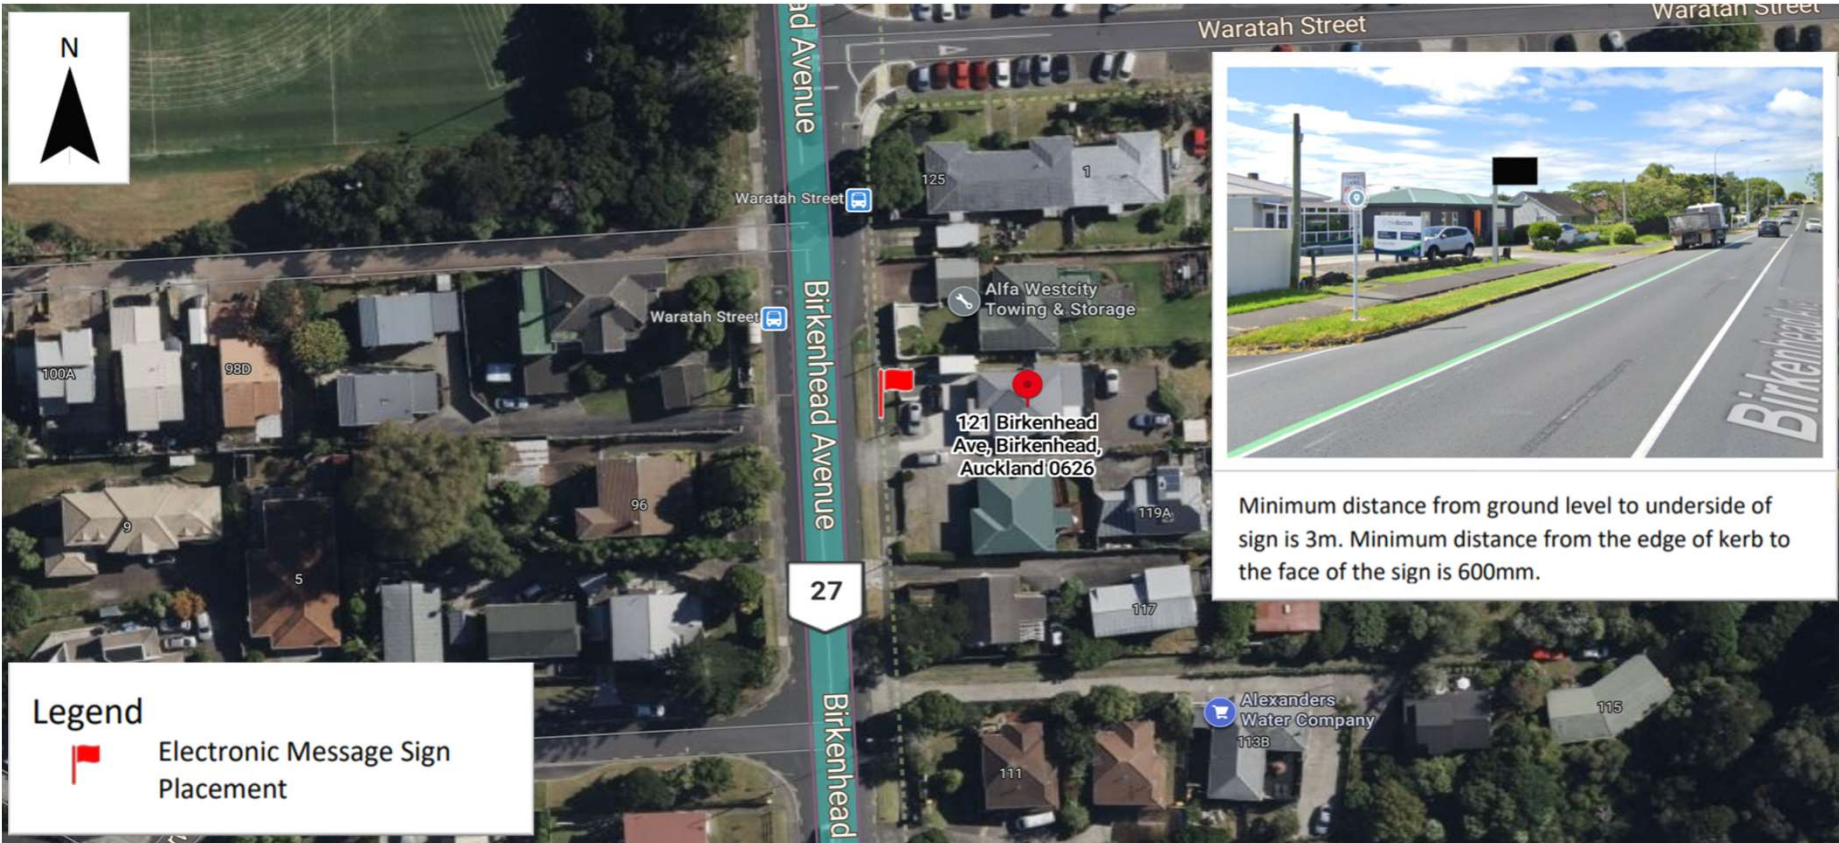 N
ad Avenue
Waratah Street
Waratah Street
125
1
Waratah Street
Birkenhead Avenue
Alfa Westcity
Towing & Storage
Waratah Street
100A
98D
121 Birkenhead
Ave, Birkenhead,
Auckland 0626
96
119A
9
5
27
117
Birkenhead
Alexanders
Water Company
113B
115
111
Birkenhead Av
Minimum distance from ground level to underside of
sign is 3m. Minimum distance from the edge of kerb to
the face of the sign is 600mm.
Legend
Electronic Message Sign
Placement